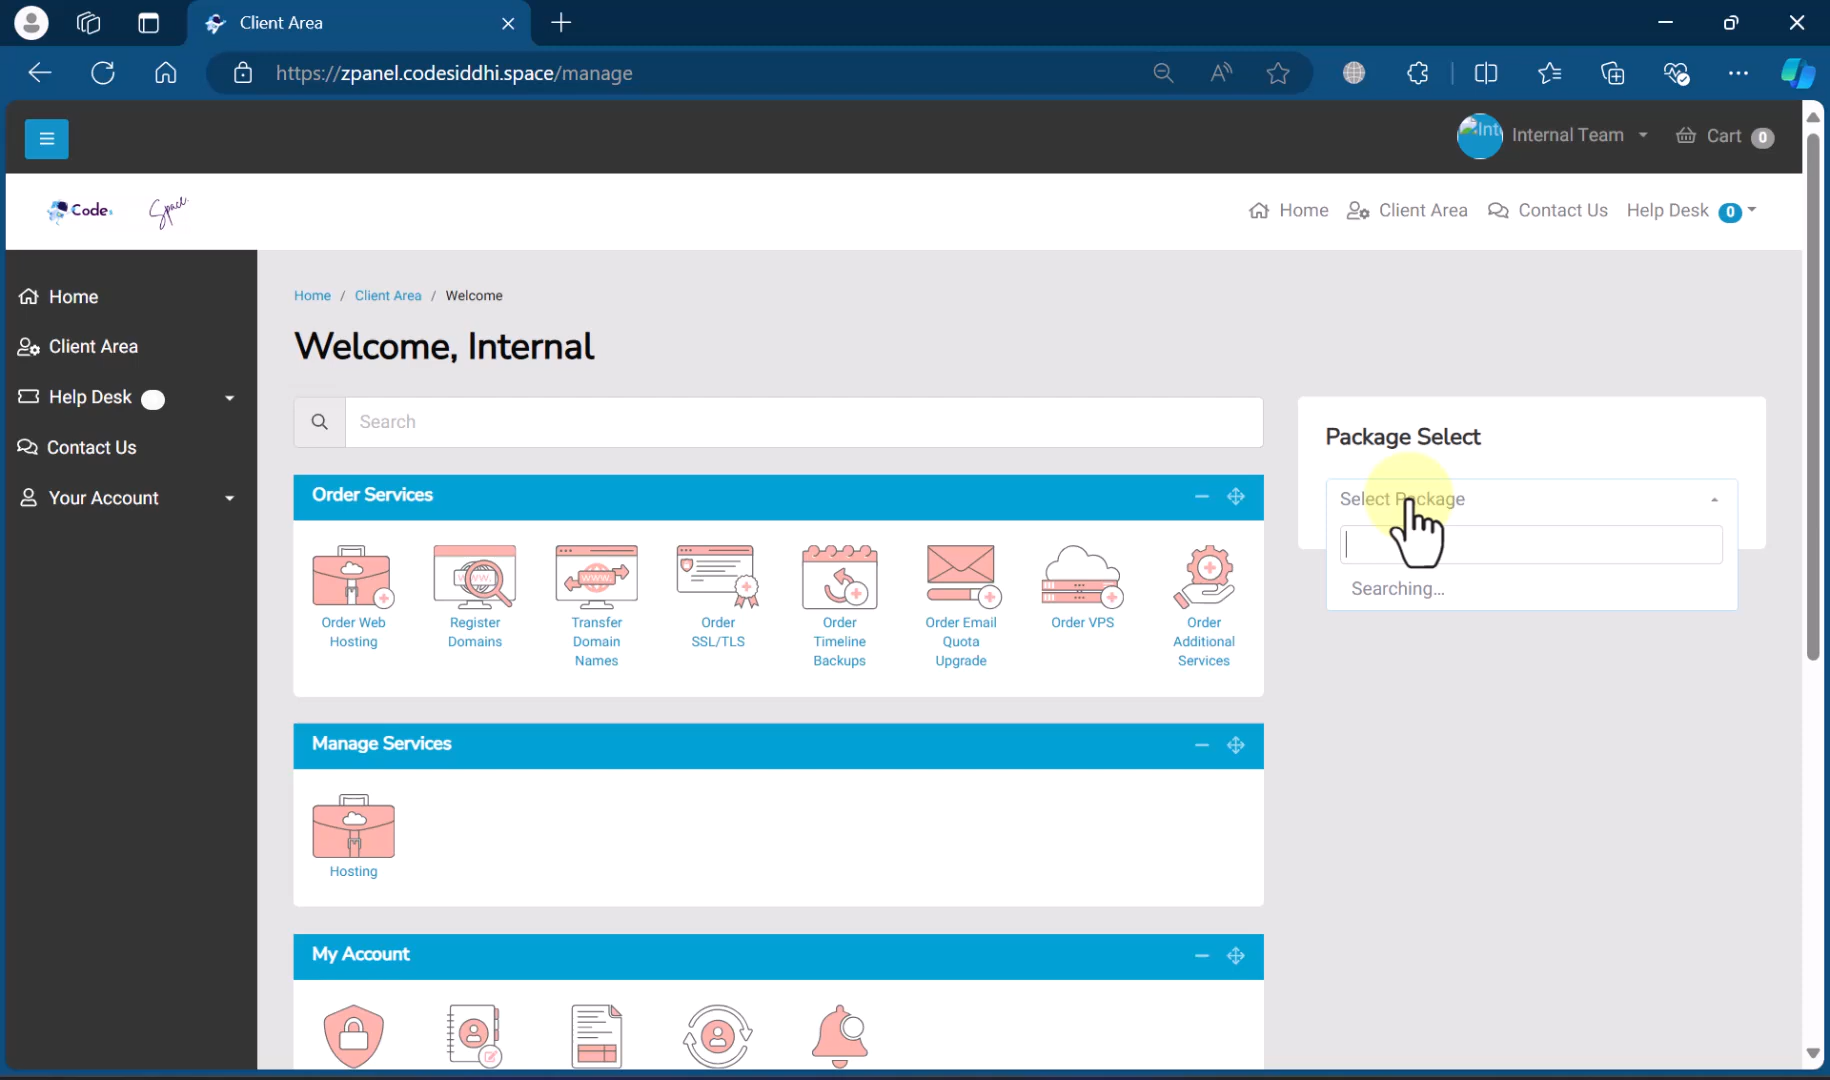 Client Area
https://zpanel.codesiddhi.space/manage
Internal Team
Cart 0
Code
Space
Home
Client Area
Contact Us
Help Desk 0
Home
Client Area
Help Desk
Contact Us
Your Account
Home / Client Area / Welcome
Welcome, Internal
Search
Package Select
Select Package
Searching…
Order Services
Order Web
Hosting
Register
Domains
Transfer
Domain
Names
Order
SSL/TLS
Order
Timeline
Backups
Order Email
Quota
Upgrade
Order VPS
Order
Additional
Services
Manage Services
Hosting
My Account